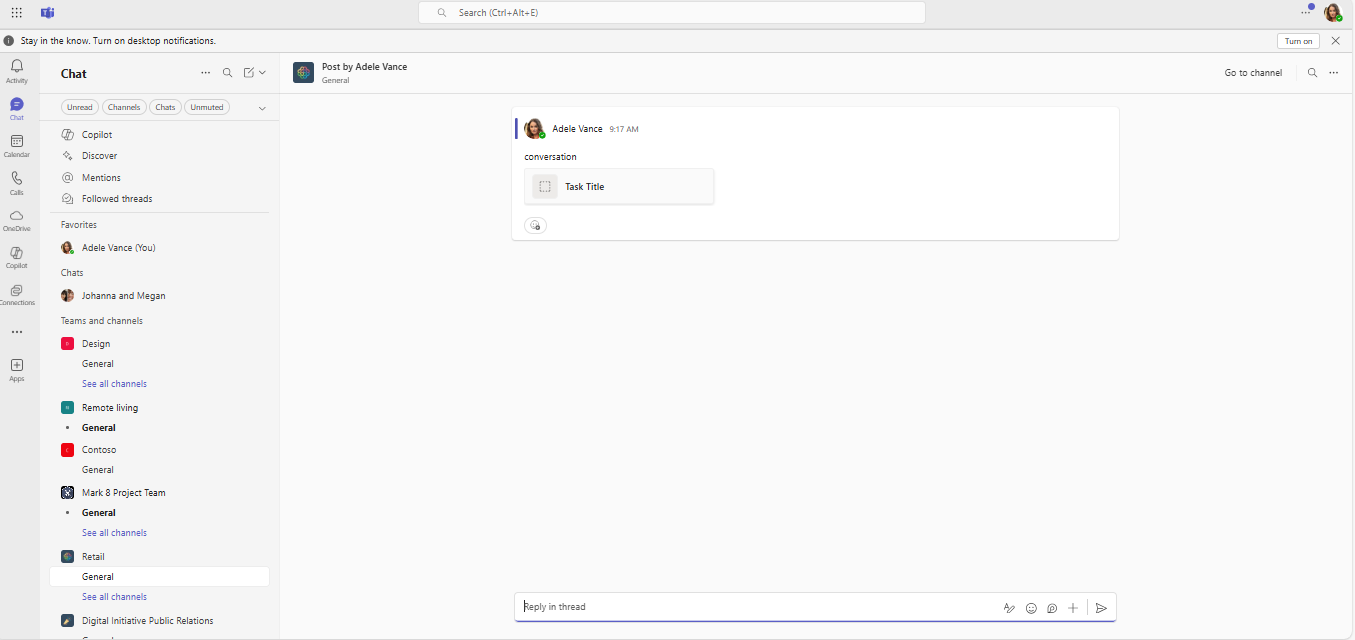 Search (Ctrl+Alt+E)
Stay in the know. Turn on desktop notifications.
Turn on
Activity
Chat
Calendar
Calls
OneDrive
Copilot
Connections
Apps
Chat
Unread
Channels
Chats
Unmuted
Copilot
Discover
Mentions
Followed threads
Favorites
Adele Vance (You)
Chats
Johanna and Megan
Teams and channels
Design
General
See all channels
Remote living
General
Contoso
General
Mark 8 Project Team
General
See all channels
Retail
General
See all channels
Digital Initiative Public Relations
Post by Adele Vance
General
Go to channel
Adele Vance 9:17 AM
conversation
Task Title
Reply in thread